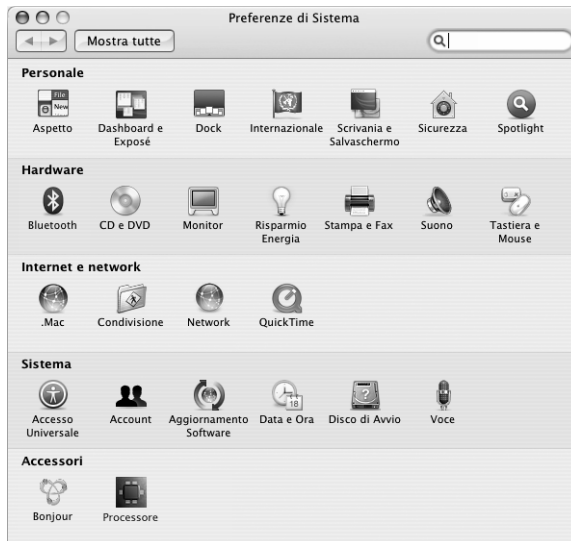 Preferenze di Sistema
Mostra tutte
Personale
File
New
Aspetto
Dashboard e
Exposé
Dock
Internazionale
Scrivania e
Salvaschermo
Sicurezza
Spotlight
Hardware
Bluetooth
CD e DVD
Monitor
Risparmio
Energia
Stampa e Fax
Suono
Tastiera e
Mouse
Internet e network
.Mac
Condivisione
Network
QuickTime
Sistema
Accesso
Universale
Account
Aggiornamento
Software
18
Data e Ora
?
Disco di Avvio
Voce
Accessori
Bonjour
Processore